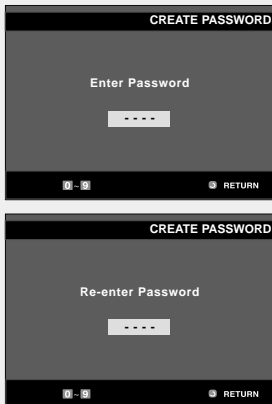 CREATE PASSWORD
Enter Password
- - - -
0 ~ 9 RETURN
CREATE PASSWORD
Re-enter Password
- - - -
0 ~ 9 RETURN